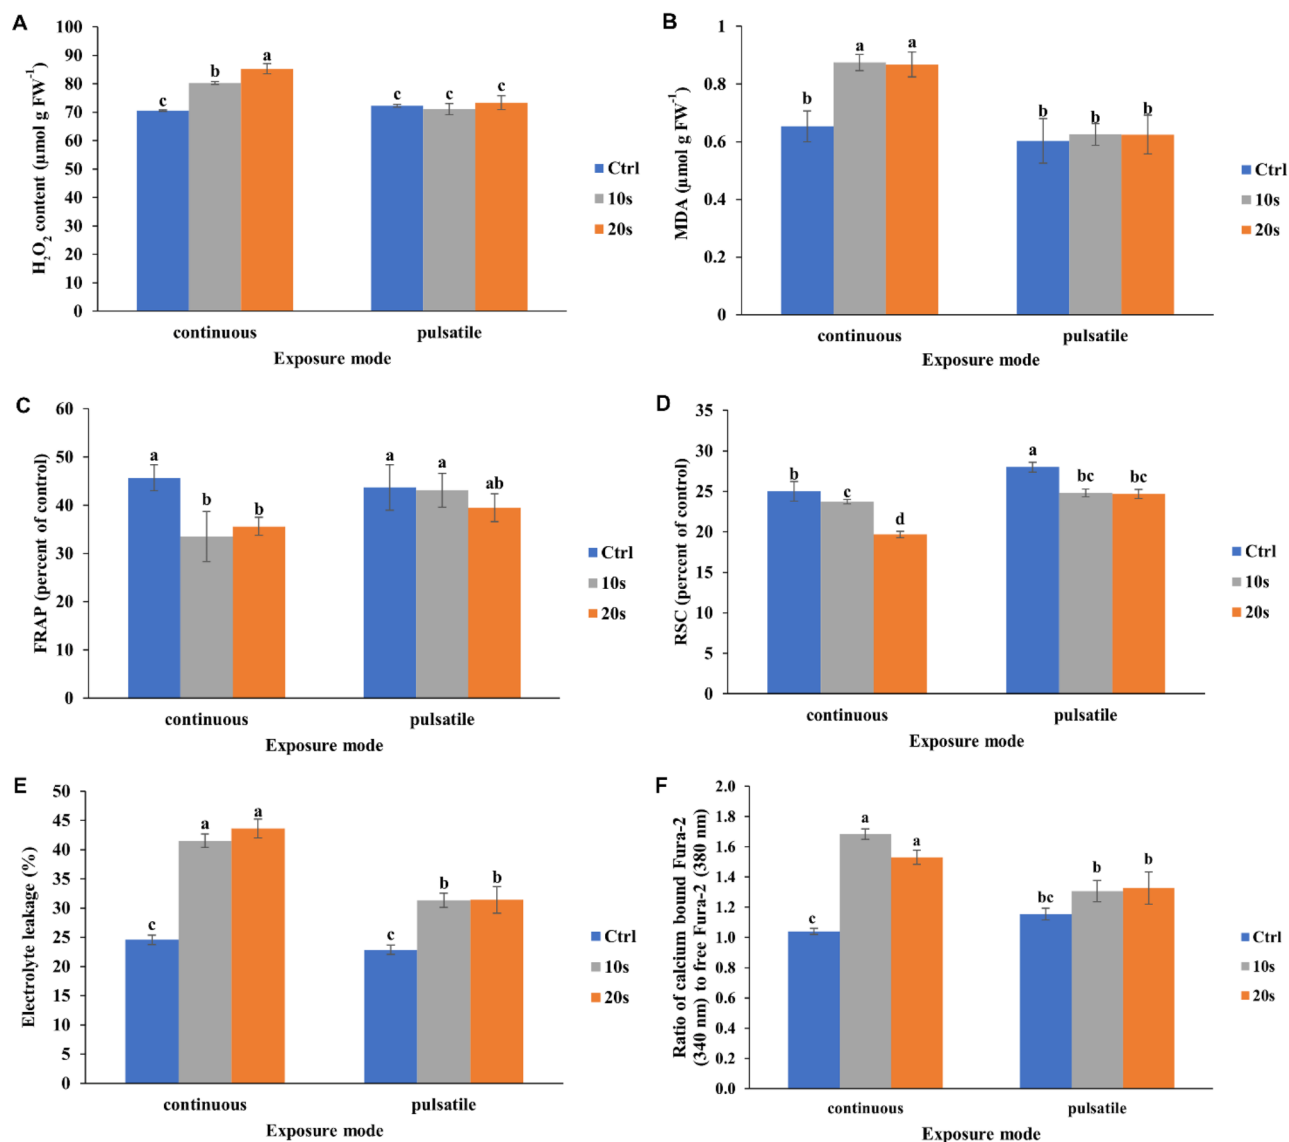 A
H₂O₂ content (µmol g FW⁻¹)
100
90
80
70
60
50
40
30
20
10
0
c
b
a
c
c
c
continuous
pulsatile
Exposure mode
Ctrl
10s
20s
B
MDA (µmol g FW⁻¹)
1
0.8
0.6
0.4
0.2
0
b
a
a
b
b
b
continuous
pulsatile
Exposure mode
Ctrl
10s
20s
C
FRAP (percent of control)
60
50
40
30
20
10
0
a
b
b
a
a
ab
continuous
pulsatile
Exposure mode
Ctrl
10s
20s
D
RSC (percent of control)
35
30
25
20
15
10
5
0
b
c
d
a
bc
bc
continuous
pulsatile
Exposure mode
Ctrl
10s
20s
E
Electrolyte leakage (%)
50
45
40
35
30
25
20
15
10
5
0
c
a
a
c
b
b
continuous
pulsatile
Exposure mode
Ctrl
10s
20s
F
Ratio of calcium bound Fura-2
(340 nm) to free Fura-2 (380 nm)
2.0
1.8
1.6
1.4
1.2
1.0
0.8
0.6
0.4
0.2
0.0
c
a
a
bc
b
b
continuous
pulsatile
Exposure mode
Ctrl
10s
20s